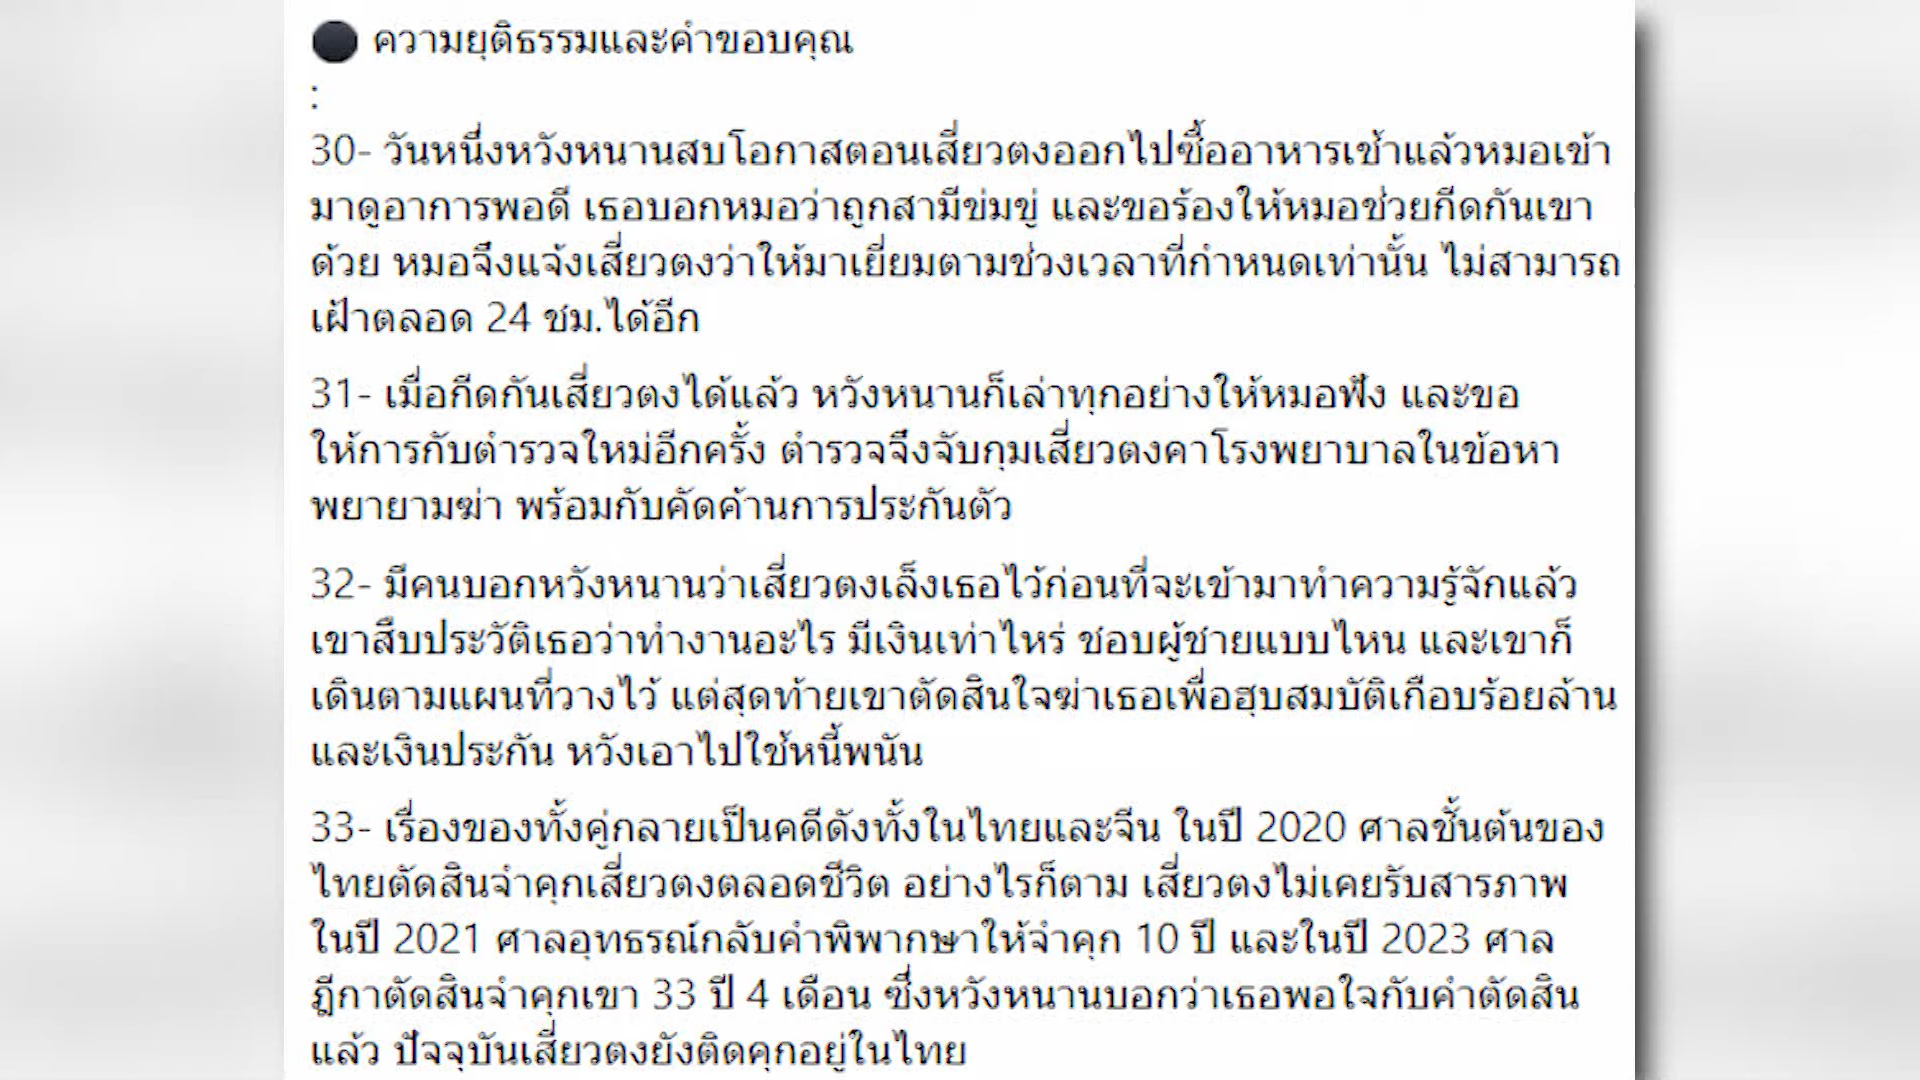 ความยุติธรรมและคำขอบคุณ
:
30- วันหนึ่งหวังหนานสบโอกาสตอนเสี่ยวตงออกไปซื้ออาหารเช้าแล้วหมอเข้า
มาดูอาการพอดี เธอบอกหมอว่าถูกสามีข่มขู่ และขอร้องให้หมอช่วยกีดกันเขา
ด้วย หมอจึงแจ้งเสี่ยวตงว่าให้มาเยี่ยมตามช่วงเวลาที่กำหนดเท่านั้น ไม่สามารถ
เฝ้าตลอด 24 ชม.ได้อีก
31- เมื่อกีดกันเสี่ยวตงได้แล้ว หวังหนานก็เล่าทุกอย่างให้หมอฟัง และขอ
ให้การกับตำรวจใหม่อีกครั้ง ตำรวจจึงจับกุมเสี่ยวตงคาโรงพยาบาลในข้อหา
พยายามฆ่า พร้อมกับคัดค้านการประกันตัว
32- มีคนบอกหวังหนานว่าเสี่ยวตงเล็งเธอไว้ก่อนที่จะเข้ามาทำความรู้จักแล้ว
เขาสืบประวัติเธอว่าทำงานอะไร มีเงินเท่าไหร่ ชอบผู้ชายแบบไหน และเขาก็
เดินตามแผนที่วางไว้ แต่สุดท้ายเขาตัดสินใจฆ่าเธอเพื่อฮุบสมบัติเกือบร้อยล้าน
และเงินประกัน หวังเอาไปใช้หนี้พนัน
33- เรื่องของทั้งคู่กลายเป็นคดีดังทั้งในไทยและจีน ในปี 2020 ศาลชั้นต้นของ
ไทยตัดสินจำคุกเสี่ยวตงตลอดชีวิต อย่างไรก็ตาม เสี่ยวตงไม่เคยรับสารภาพ
ในปี 2021 ศาลอุทธรณ์กลับคำพิพากษาให้จำคุก 10 ปี และในปี 2023 ศาล
ฎีกาตัดสินจำคุกเขา 33 ปี 4 เดือน ซึ่งหวังหนานบอกว่าเธอพอใจกับคำตัดสิน
แล้ว ปัจจุบันเสี่ยวตงยังติดคุกอยู่ในไทย